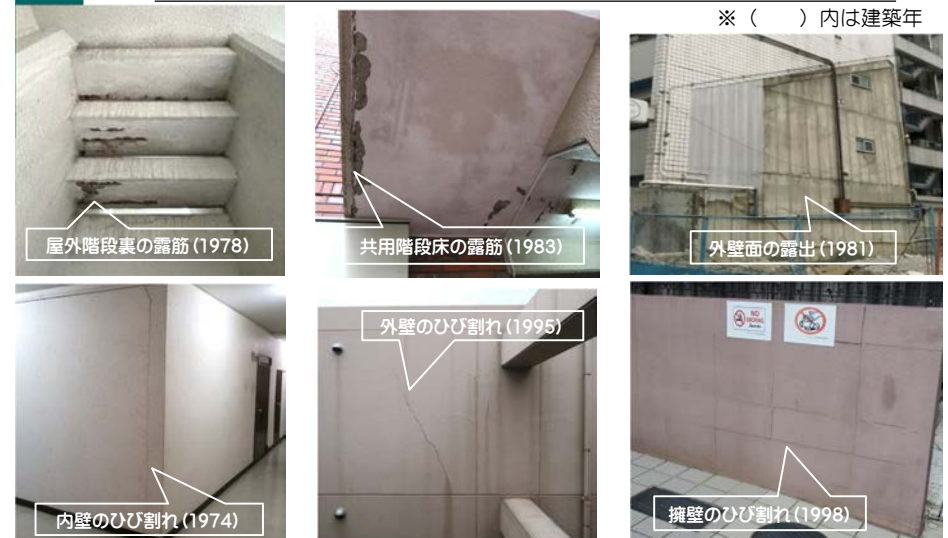 ※（　　）内は建築年
屋外階段裏の露筋(1978)
共用階段床の露筋(1983)
外壁面の露出(1981)
内壁のひび割れ(1974)
外壁のひび割れ(1995)
NO
SMOKING
擁壁のひび割れ(1998)